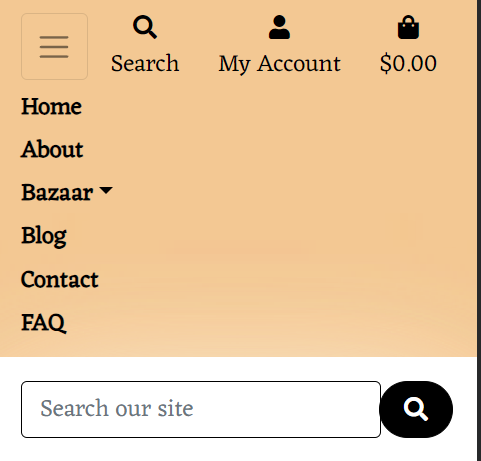 Search My Account $0.00
Home
About
Bazaar
Blog
Contact
FAQ
Search our site